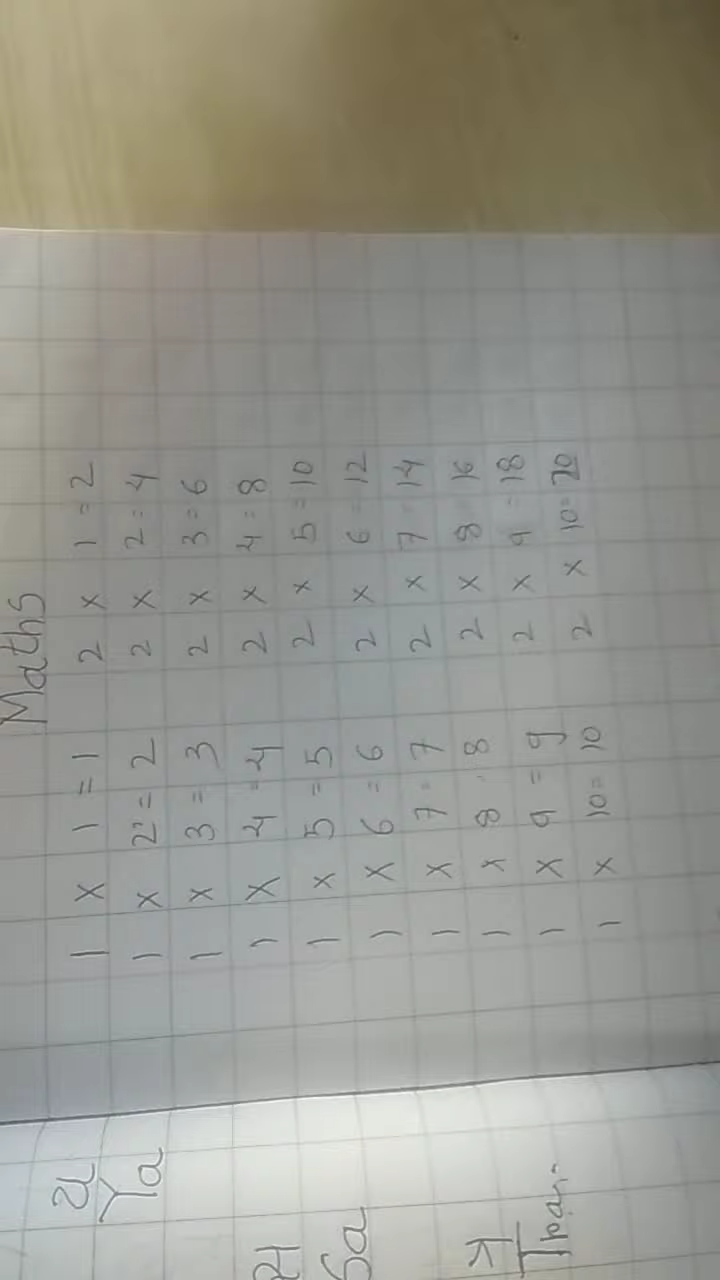 Maths
1 x 1 = 1 2 x 1 = 2
1 x 2 = 2 2 x 2 = 4
1 x 3 = 3 2 x 3 = 6
1 x 4 = 4 2 x 4 = 8
1 x 5 = 5 2 x 5 = 10
1 x 6 = 6 2 x 6 = 12
1 x 7 = 7 2 x 7 = 14
1 x 8 = 8 2 x 8 = 16
1 x 9 = 9 2 x 9 = 18
1 x 10 = 10 2 x 10 = 20
Ya